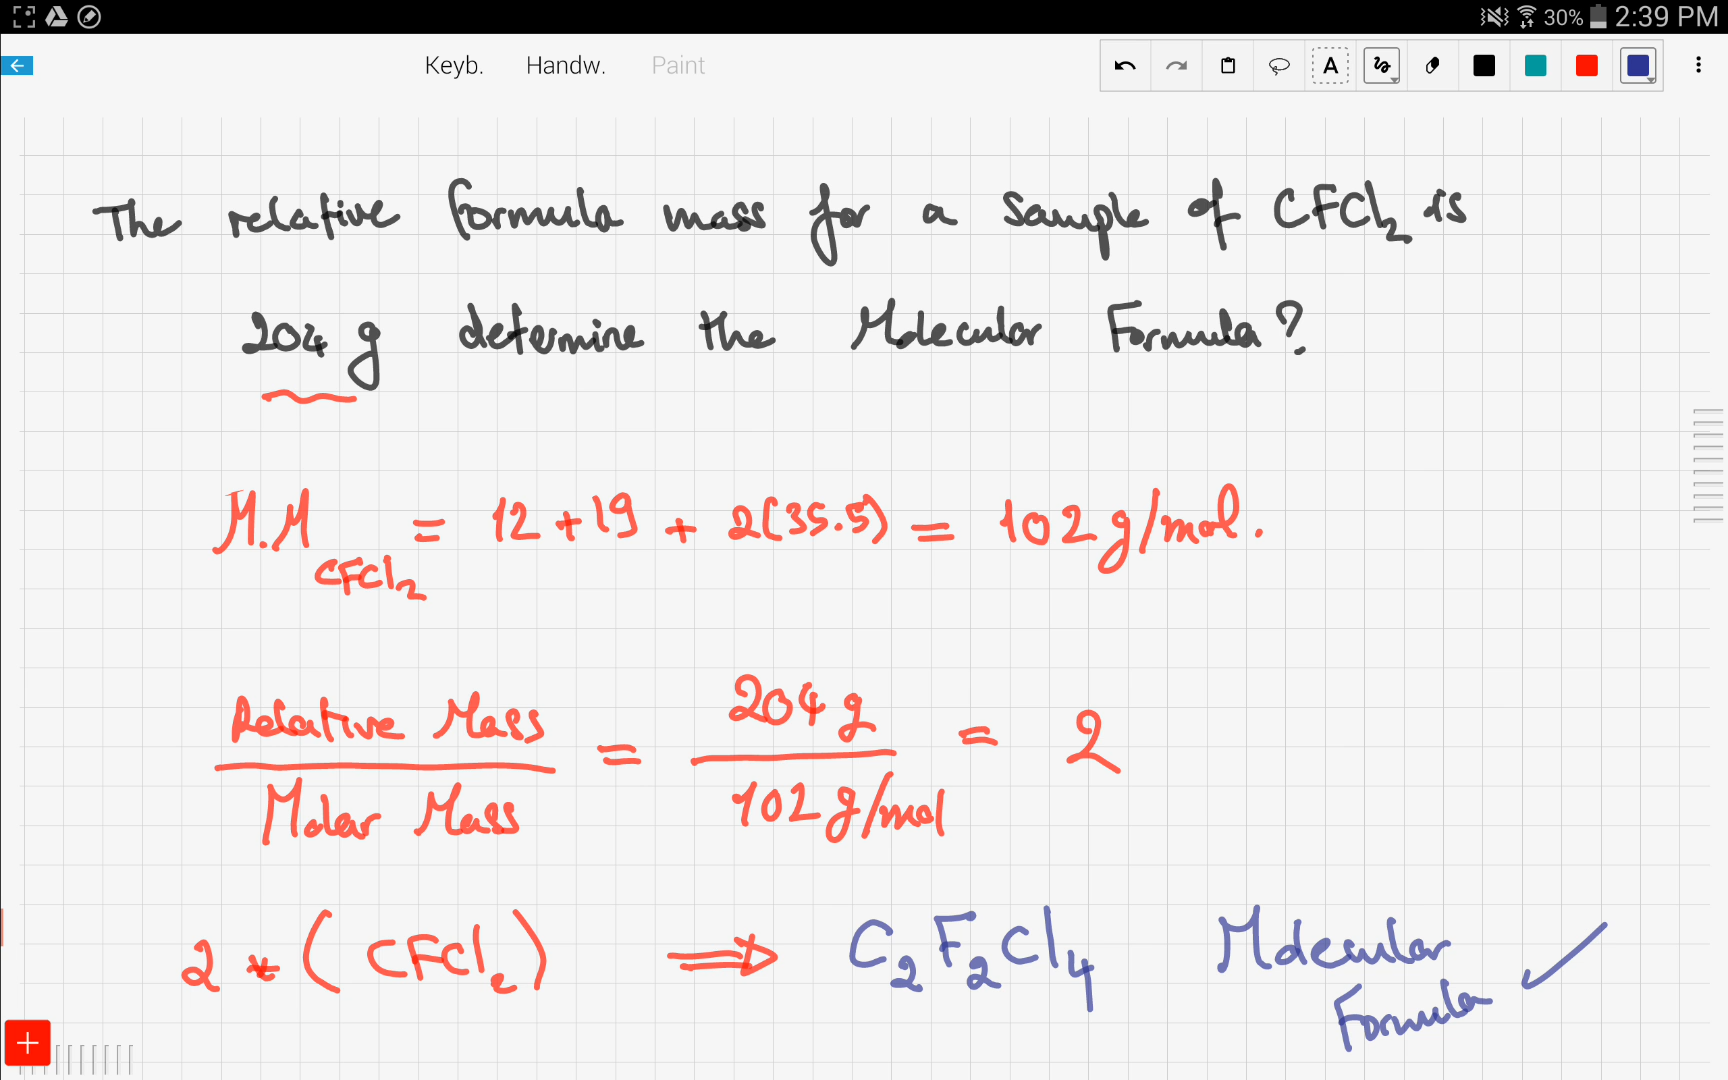 30% 2:39 PM
Keyb. Handw. Paint A
The relative formula mass for a sample of CFCl₂ is
204 g determine the Molecular Formula?
M.M CFCl₂ = 12 + 19 + 2(35.5) = 102 g/mol.
Relative Mass / Molar Mass = 204 g / 102 g/mol = 2
2 * (CFCl₂) ⇒ C₂F₂Cl₄ Molecular
Formula ✓